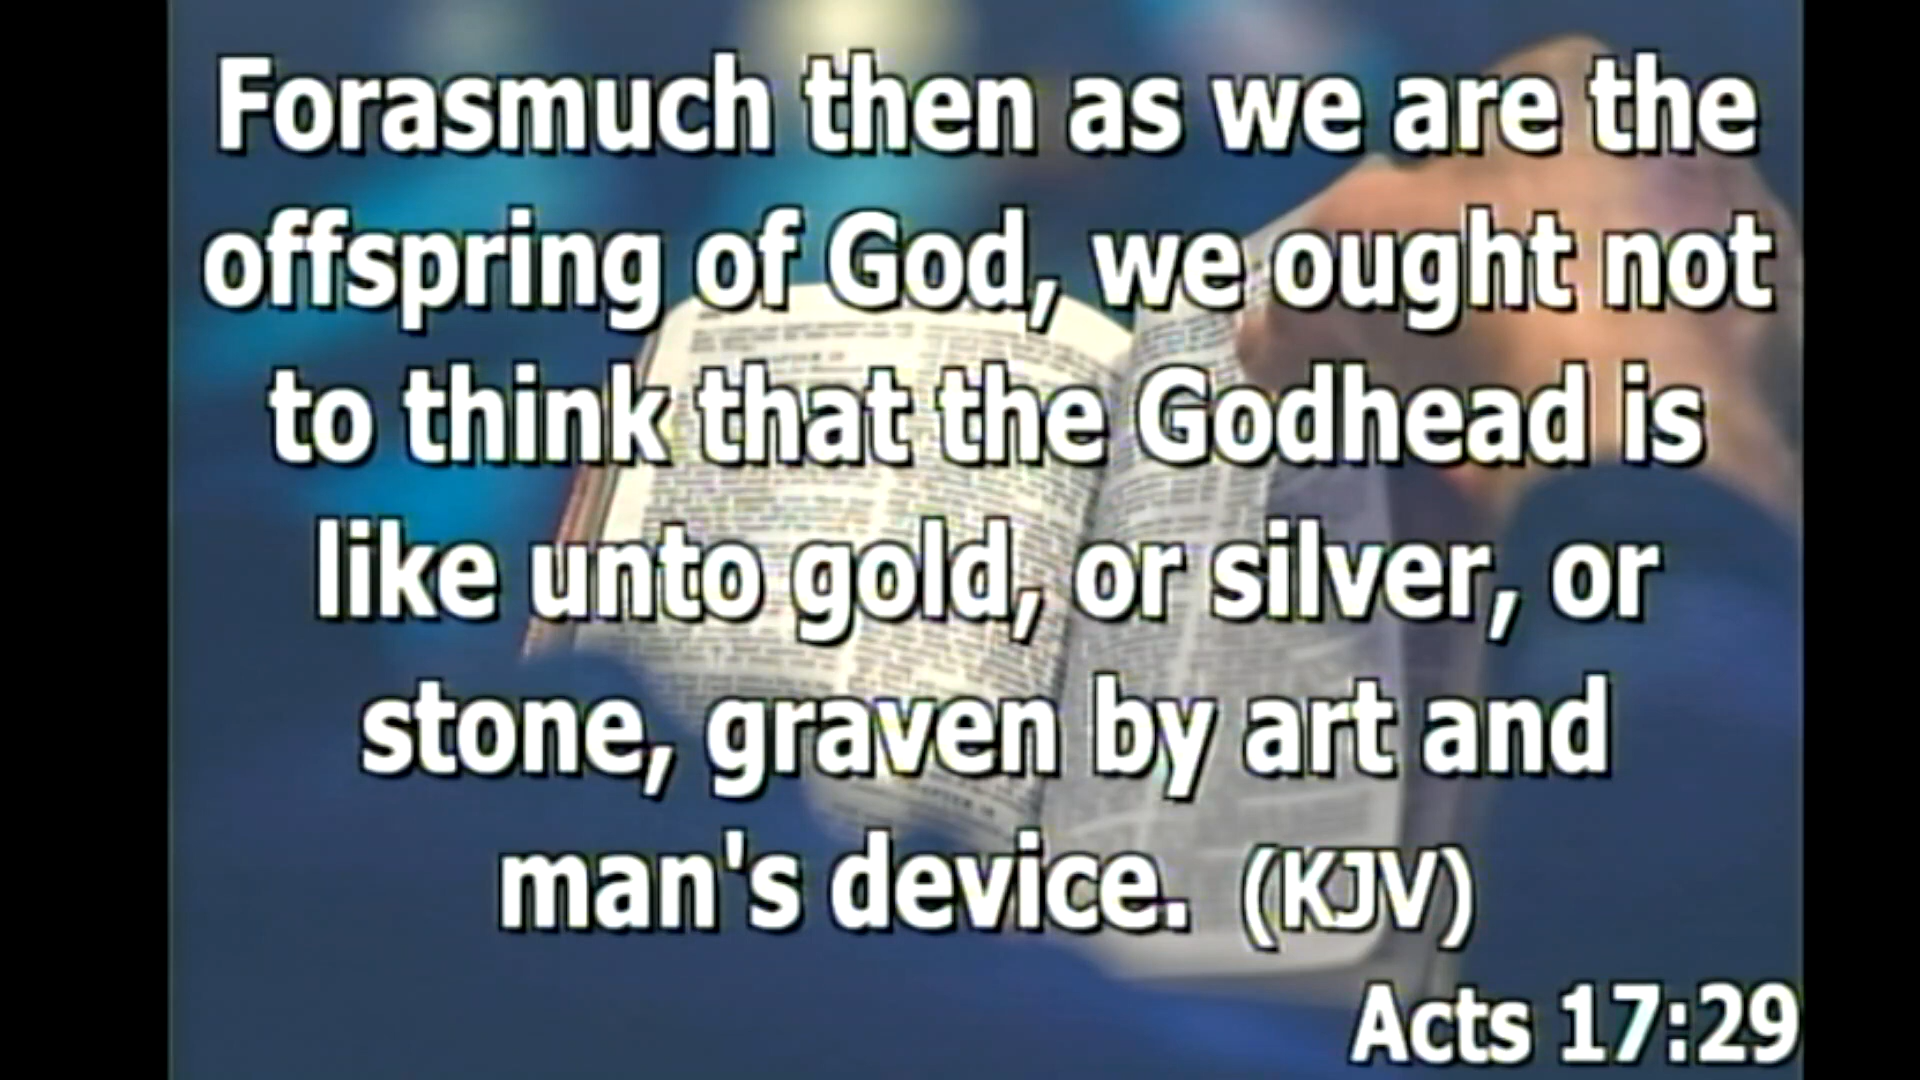 Forasmuch then as we are the
offspring of God, we ought not
to think that the Godhead is
like unto gold, or silver, or
stone, graven by art and
man's device. (KJV)
Acts 17:29